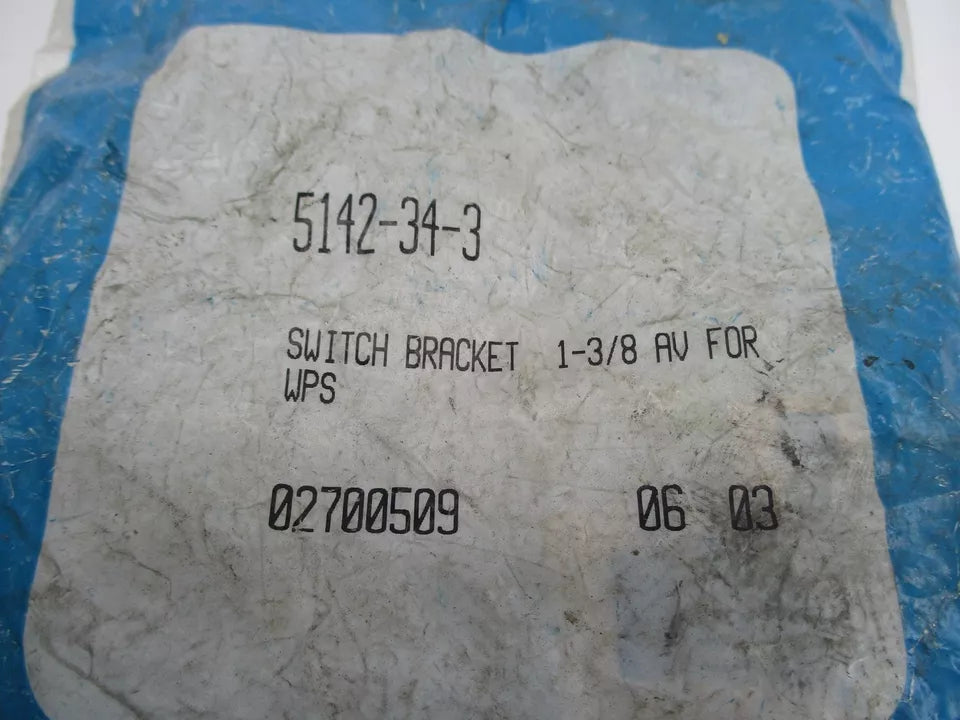 5142-34-3
SWITCH BRACKET 1-3/8 AV FOR
WPS
02700509 06 03